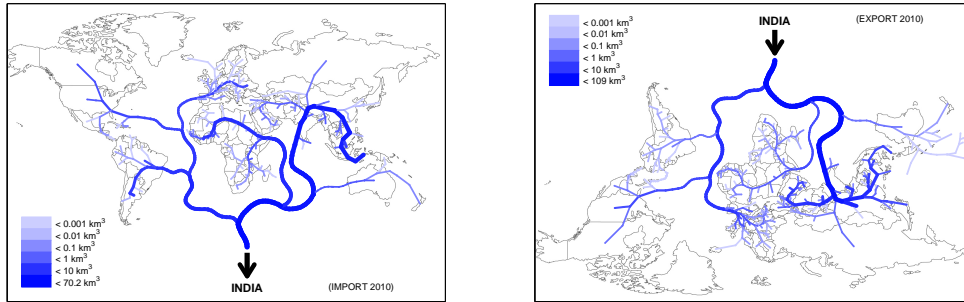 < 0.001 km³
< 0.01 km³
< 0.1 km³
< 1 km³
< 10 km³
< 70.2 km³
INDIA
(IMPORT 2010)
INDIA
(EXPORT 2010)
< 0.001 km³
< 0.01 km³
< 0.1 km³
< 1 km³
< 10 km³
< 109 km³